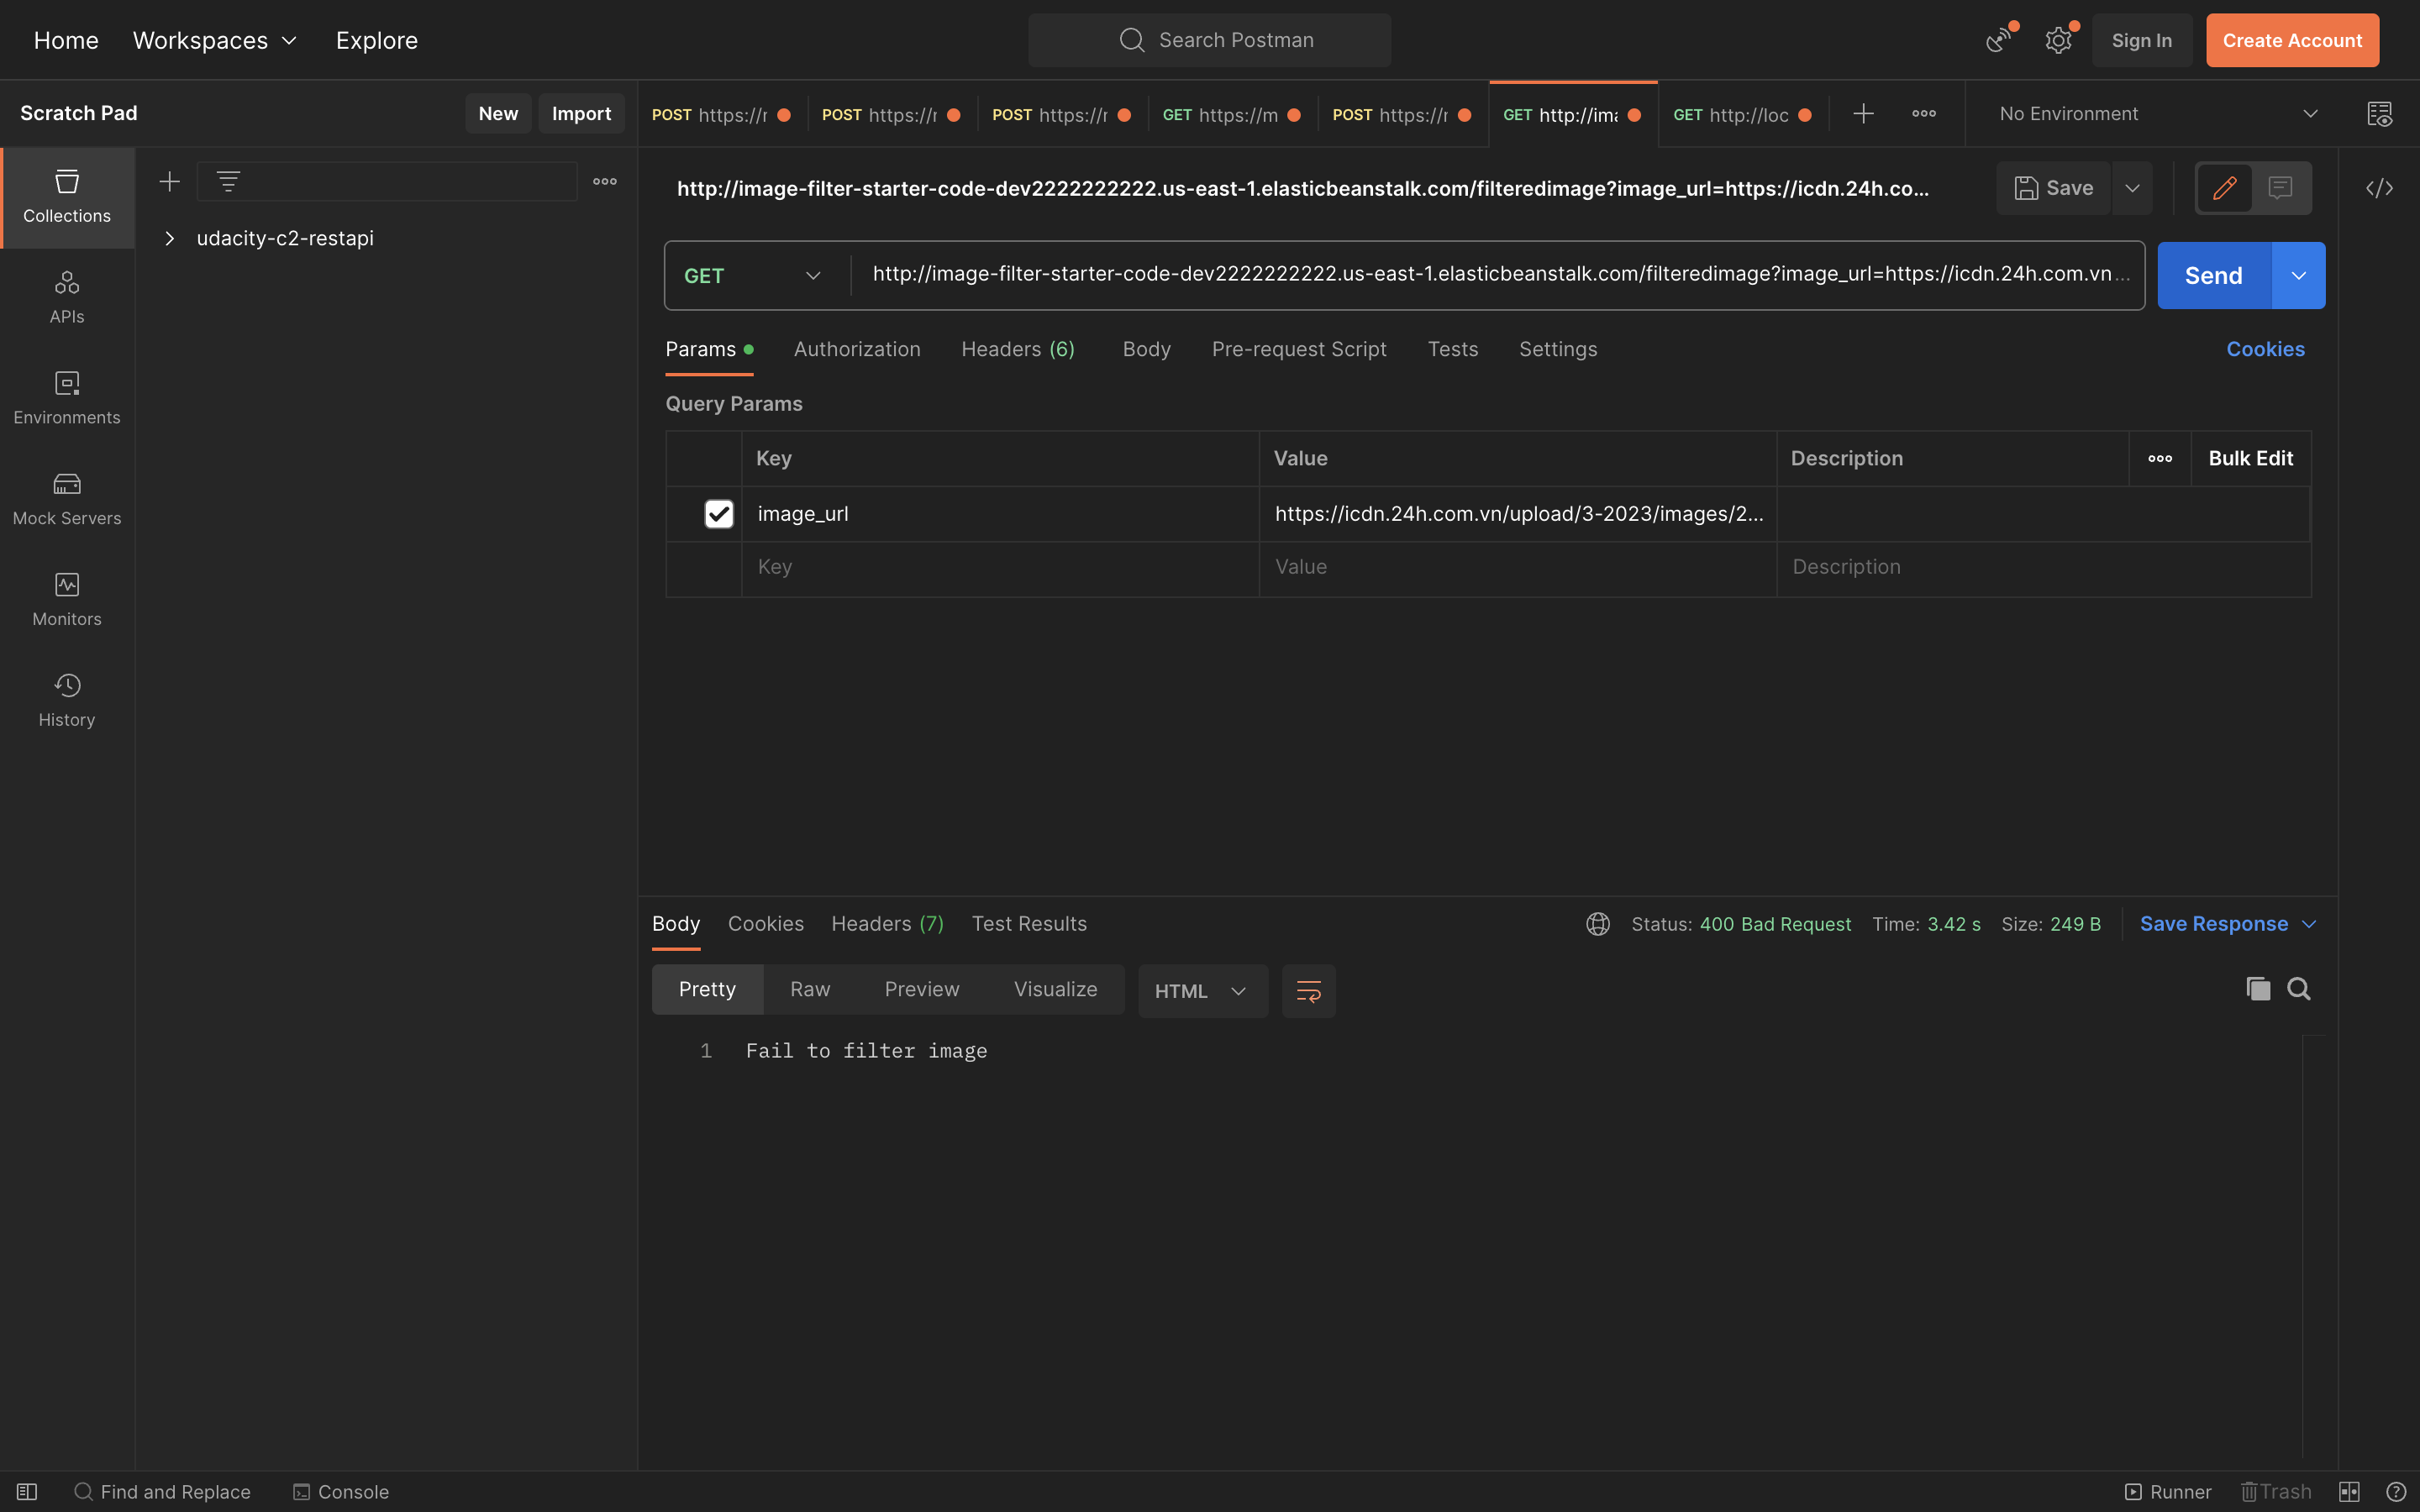 Home Workspaces Explore Search Postman Sign In Create Account
Scratch Pad New Import
POST https://r POST https://r POST https://r GET https://m POST https://r GET http://ima GET http://loc No Environment
Collections
APIs
Environments
Mock Servers
Monitors
History
udacity-c2-restapi
http://image-filter-starter-code-dev2222222222.us-east-1.elasticbeanstalk.com/filteredimage?image_url=https://icdn.24h.co...
Save
GET http://image-filter-starter-code-dev2222222222.us-east-1.elasticbeanstalk.com/filteredimage?image_url=https://icdn.24h.com.vn...
Send
Params Authorization Headers (6) Body Pre-request Script Tests Settings Cookies
Query Params
Key Value Description Bulk Edit
image_url https://icdn.24h.com.vn/upload/3-2023/images/2...
Key Value Description
Body Cookies Headers (7) Test Results Status: 400 Bad Request Time: 3.42 s Size: 249 B Save Response
Pretty Raw Preview Visualize HTML
1 Fail to filter image
Find and Replace Console Runner Trash